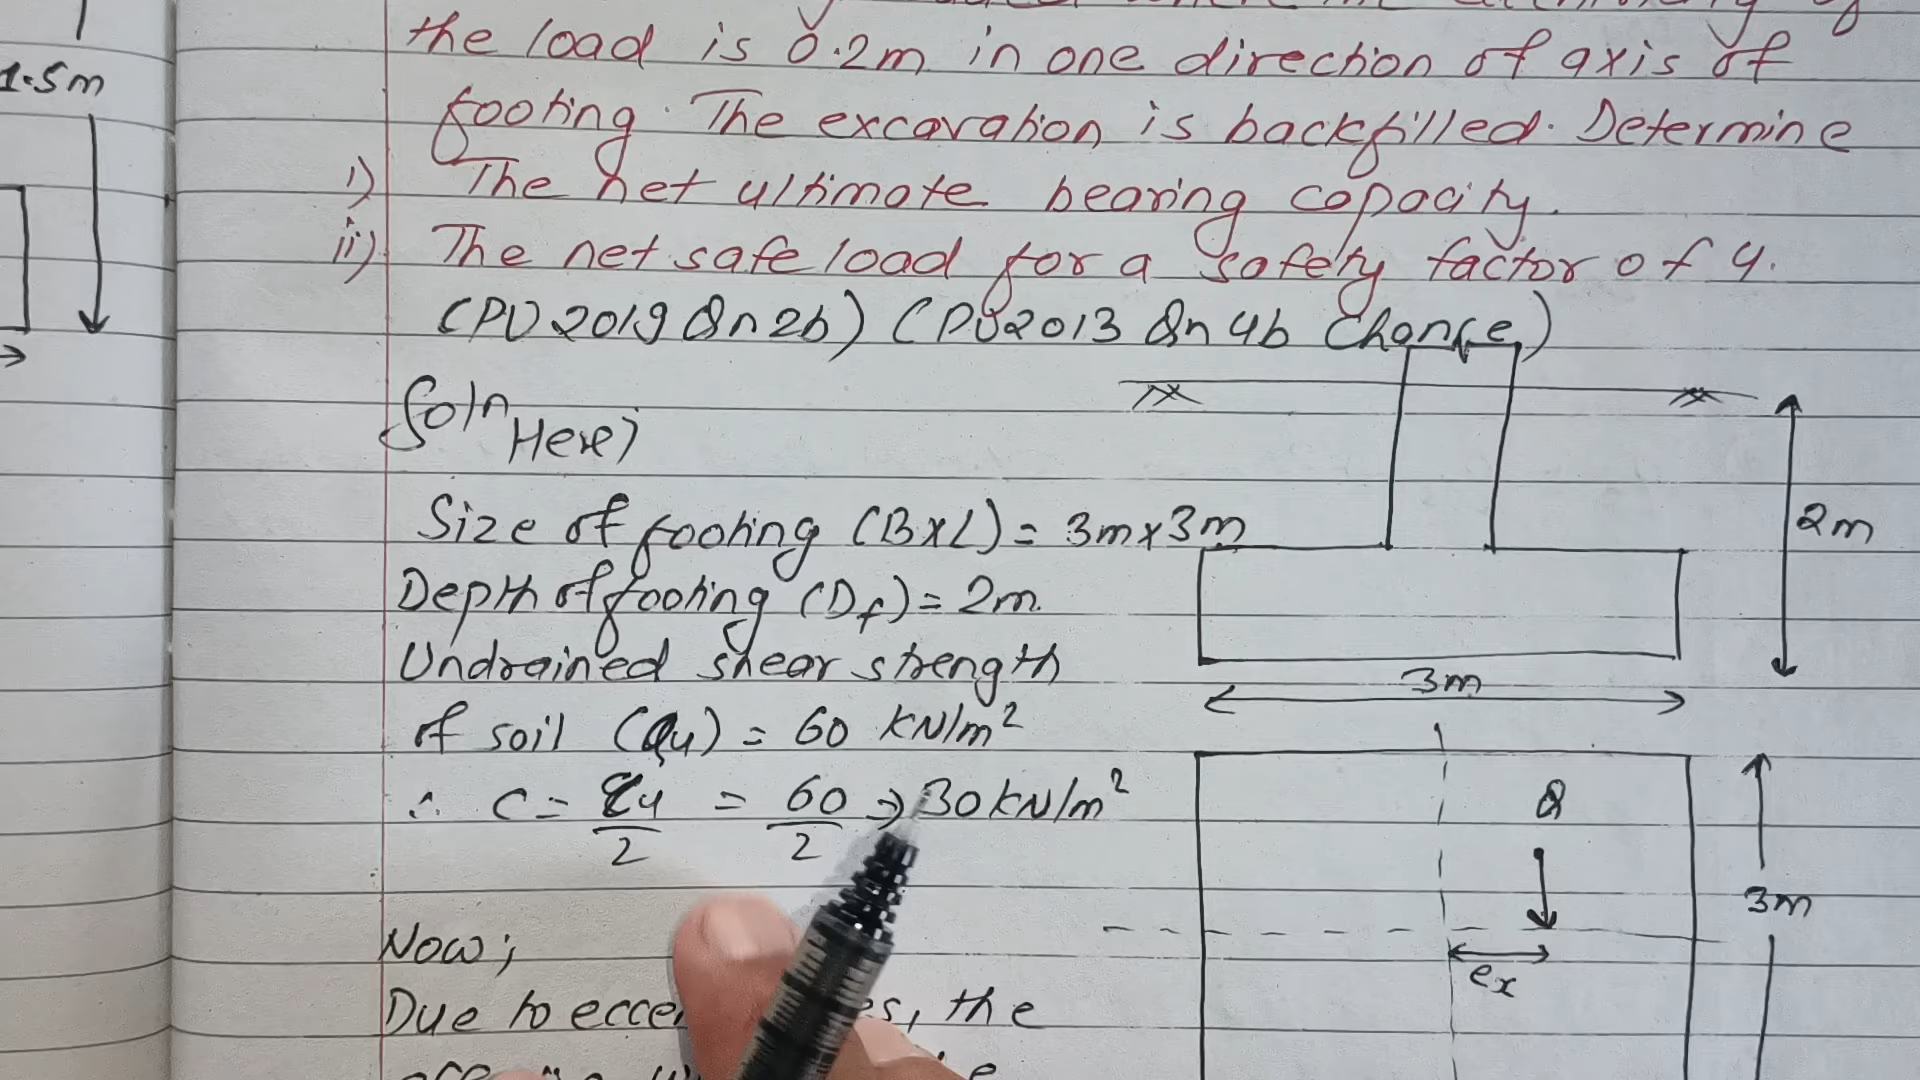 the load is 0.2m in one direction of axis of
footing. The excavation is backfilled. Determine
i) The net ultimate bearing capacity.
ii) The net safe load for a safety factor of 4.
(PU 2019 Qn 2b) (PU 2013 Qn 4b Chance)
Soln
Here,
Size of footing (B×L) = 3m×3m
Depth of footing (Df) = 2m.
Undrained shear strength
of soil (qu) = 60 KN/m²
∴ C = qu/2 = 60/2 ⇒ 30 KN/m²
Now;
Due to
the
1.5m
2m
3m
Q
3m
ex